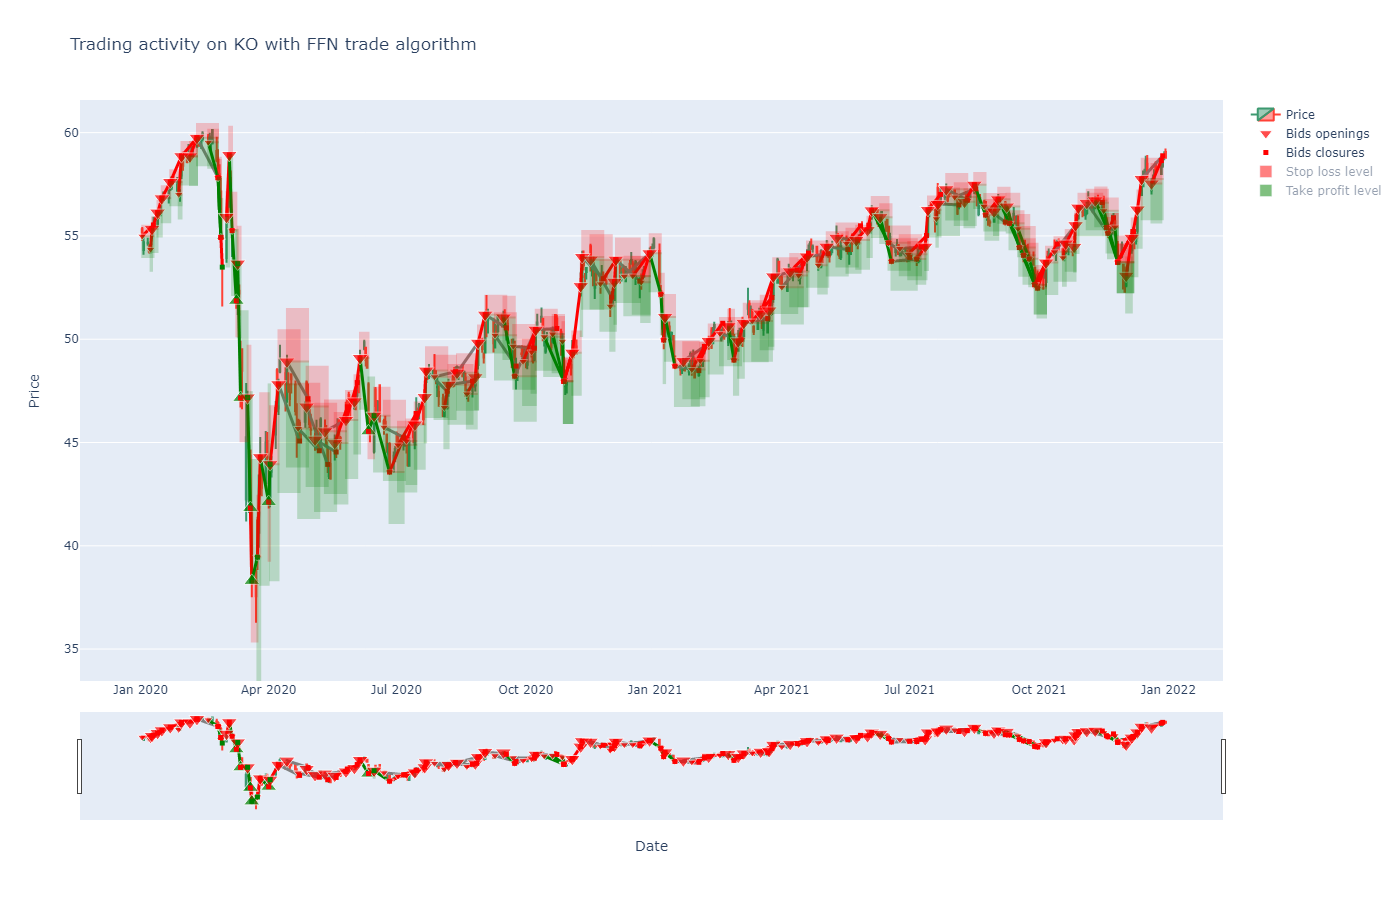 Trading activity on KO with FFN trade algorithm
Price
Bids openings
Bids closures
Stop loss level
Take profit level
Price
60
55
50
45
40
35
Jan 2020
Apr 2020
Jul 2020
Oct 2020
Jan 2021
Apr 2021
Jul 2021
Oct 2021
Jan 2022
Date